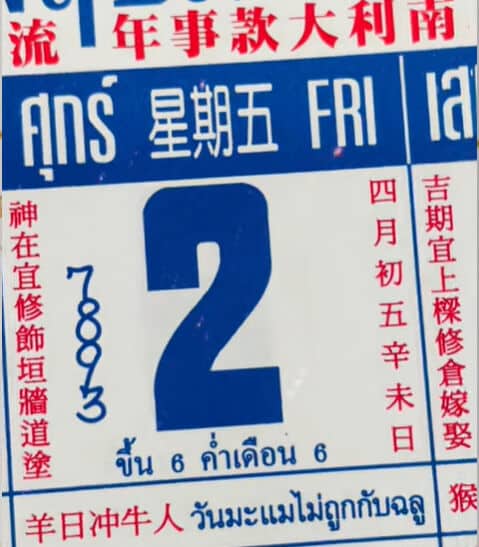 流年事款大利南
ศุกร์ 星期五 FRI เส
神在宜修飾垣牆道塗
78893
2
四月初五辛未日
吉期宜上樑修倉嫁娶
ขึ้น 6 ค่ำเดือน 6
羊日冲牛人 วันมะแมไม่ถูกกับฉลู
猴